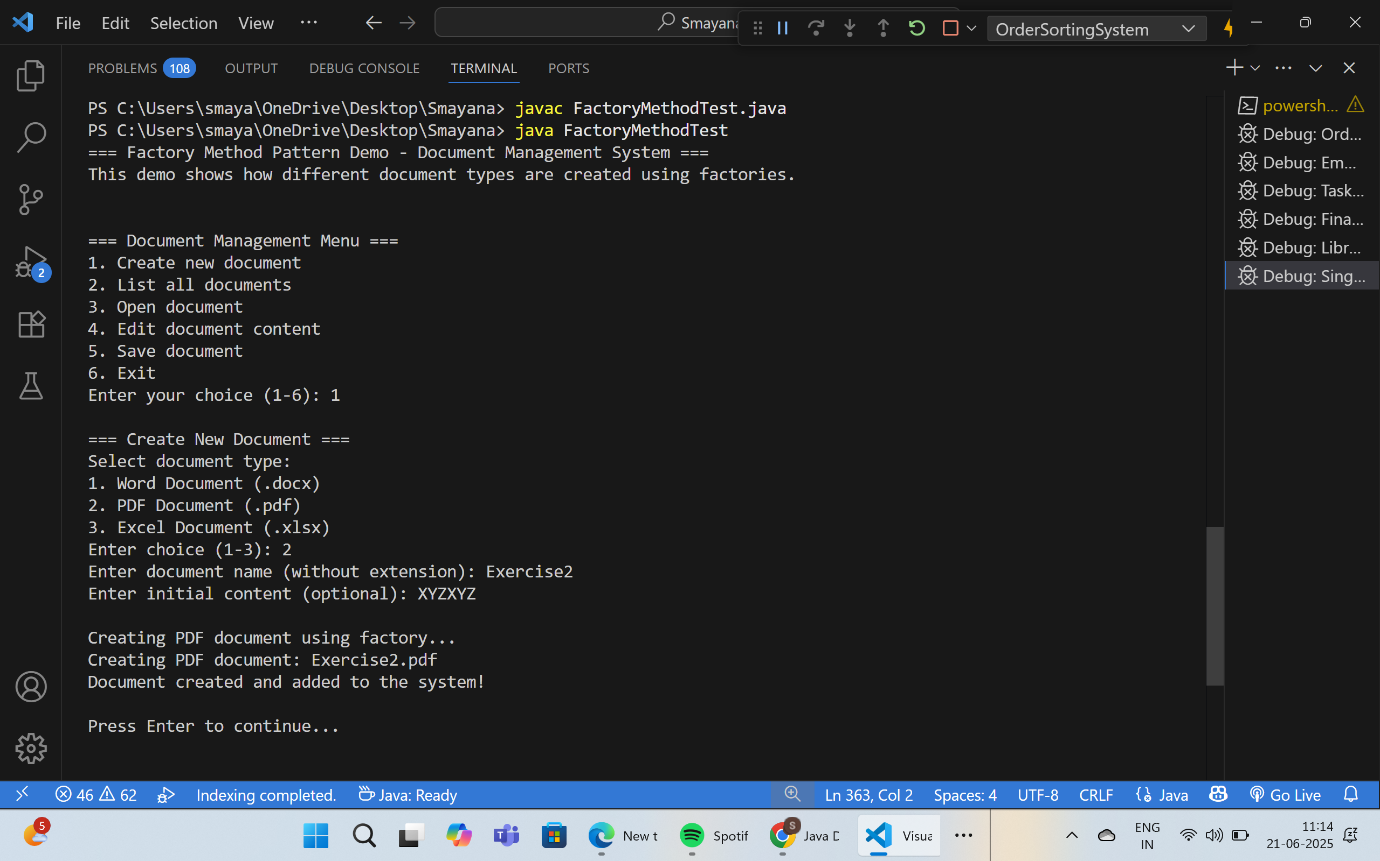 File Edit Selection View ···
Smayana
OrderSortingSystem
PROBLEMS 108 OUTPUT DEBUG CONSOLE TERMINAL PORTS
PS C:\Users\smaya\OneDrive\Desktop\Smayana> javac FactoryMethodTest.java
PS C:\Users\smaya\OneDrive\Desktop\Smayana> java FactoryMethodTest
=== Factory Method Pattern Demo - Document Management System ===
This demo shows how different document types are created using factories.
=== Document Management Menu ===
1. Create new document
2. List all documents
3. Open document
4. Edit document content
5. Save document
6. Exit
Enter your choice (1-6): 1
=== Create New Document ===
Select document type:
1. Word Document (.docx)
2. PDF Document (.pdf)
3. Excel Document (.xlsx)
Enter choice (1-3): 2
Enter document name (without extension): Exercise2
Enter initial content (optional): XYZXYZ
Creating PDF document using factory...
Creating PDF document: Exercise2.pdf
Document created and added to the system!
Press Enter to continue...
powersh...
Debug: Ord...
Debug: Em...
Debug: Task...
Debug: Fina...
Debug: Libr...
Debug: Sing...
2
46 62 Indexing completed. Java: Ready
Ln 363, Col 2 Spaces: 4 UTF-8 CRLF Java Go Live
5
New t
Spotif
S
Java D
Visua
ENG
IN
11:14
21-06-2025